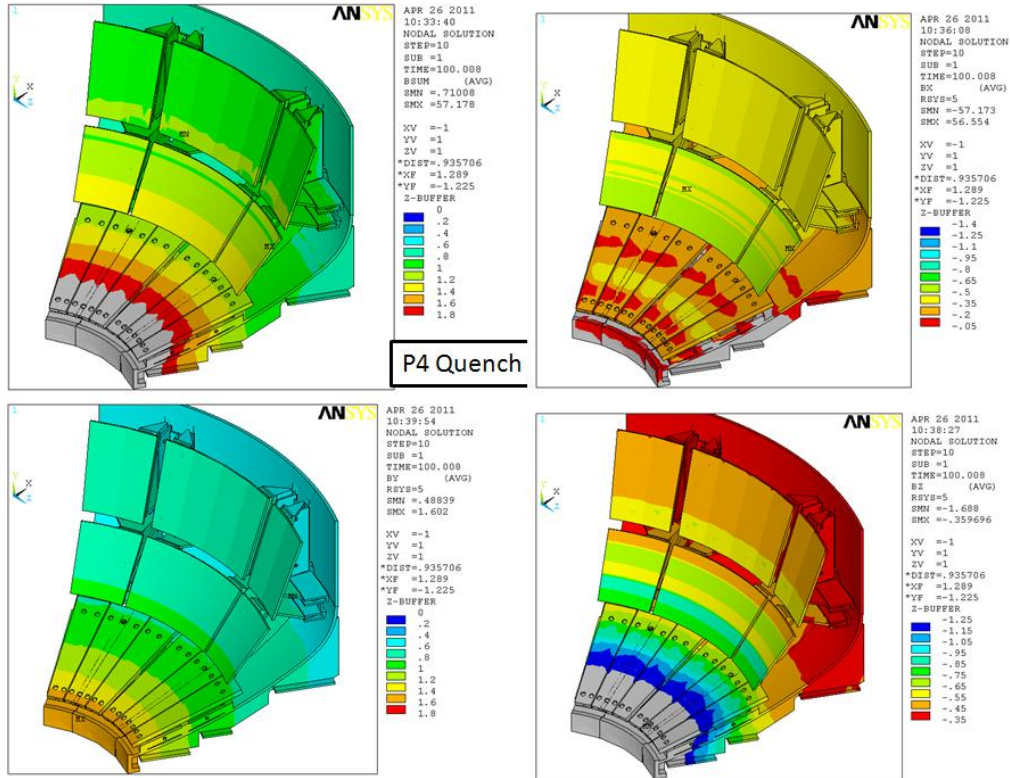 1
ANSYS
APR 26 2011
10:33:40
NODAL SOLUTION
STEP=10
SUB =1
TIME=100.008
BSUM (AVG)
SMN =.71008
SMX =57.178
XV =-1
YV =1
ZV =1
*DIST=.935706
*XF =1.289
*YF =-1.225
Z-BUFFER
0
.2
.4
.6
.8
1
1.2
1.4
1.6
1.8
Y
X
Z
MN
MX
1
ANSYS
APR 26 2011
10:36:08
NODAL SOLUTION
STEP=10
SUB =1
TIME=100.008
BX (AVG)
RSYS=5
SMN =-57.173
SMX =56.554
XV =-1
YV =1
ZV =1
*DIST=.935706
*XF =1.289
*YF =-1.225
Z-BUFFER
-1.4
-1.25
-1.1
-.95
-.8
-.65
-.5
-.35
-.2
-.05
Y
X
Z
MX
P4 Quench
1
ANSYS
APR 26 2011
10:39:54
NODAL SOLUTION
STEP=10
SUB =1
TIME=100.008
BY (AVG)
RSYS=5
SMN =.48839
SMX =1.602
XV =-1
YV =1
ZV =1
*DIST=.935706
*XF =1.289
*YF =-1.225
Z-BUFFER
0
.2
.4
.6
.8
1
1.2
1.4
1.6
1.8
Y
X
Z
MX
1
ANSYS
APR 26 2011
10:38:27
NODAL SOLUTION
STEP=10
SUB =1
TIME=100.008
BZ (AVG)
RSYS=5
SMN =-1.688
SMX =-.359696
XV =-1
YV =1
ZV =1
*DIST=.935706
*XF =1.289
*YF =-1.225
Z-BUFFER
-1.25
-1.15
-1.05
-.95
-.85
-.75
-.65
-.55
-.45
-.35
Y
X
Z